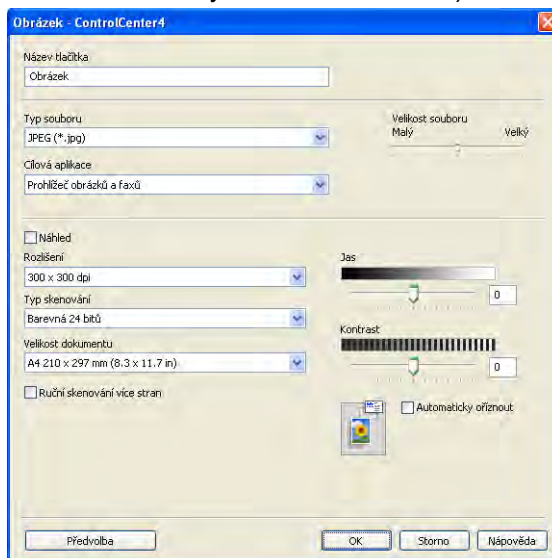 Obrázek - ControlCenter4
Název tlačítka
Obrázek
Typ souboru
JPEG (*.jpg)
Velikost souboru
Malý
Velký
Cílová aplikace
Prohlížeč obrázků a faxů
Náhled
Rozlišení
300 x 300 dpi
Typ skenování
Barevná 24 bitů
Velikost dokumentu
A4 210 x 297 mm (8.3 x 11.7 in)
Ruční skenování více stran
Jas
0
Kontrast
0
Automaticky oříznout
Předvolba
OK
Storno
Nápověda